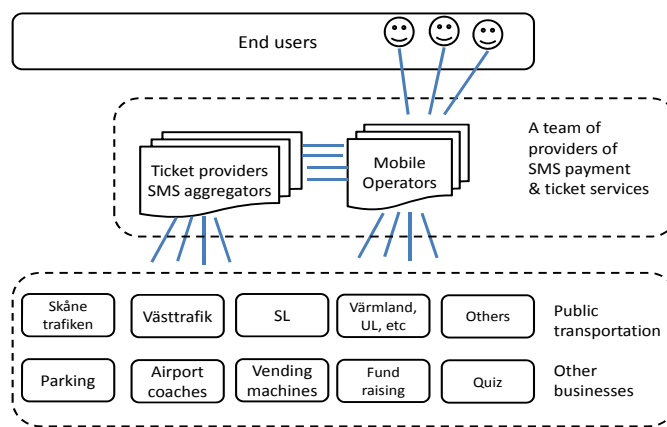 End users
Ticket providers
SMS aggregators
Mobile
Operators
A team of
providers of
SMS payment
& ticket services
Skåne
trafiken
Västtrafik
SL
Värmland,
UL, etc
Others
Public
transportation
Parking
Airport
coaches
Vending
machines
Fund
raising
Quiz
Other
businesses